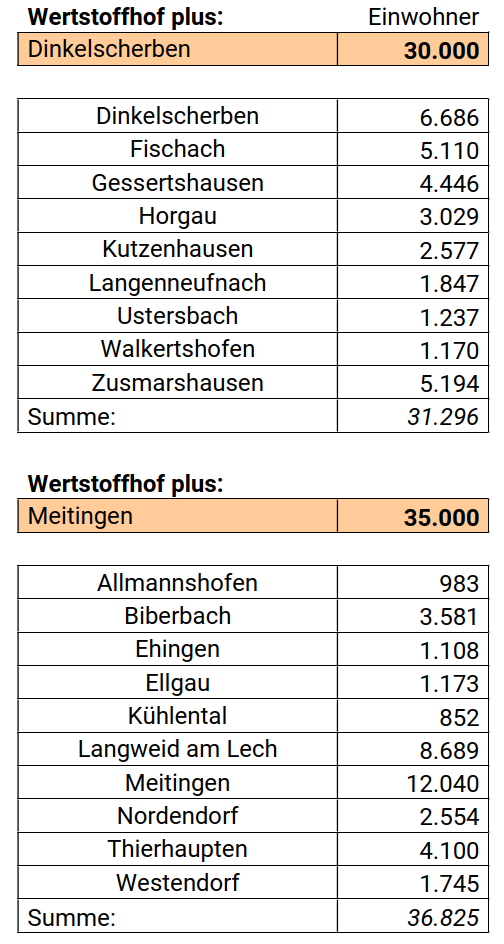 Wertstoffhof plus: Einwohner
Dinkelscherben 30.000
Dinkelscherben 6.686
Fischach 5.110
Gessertshausen 4.446
Horgau 3.029
Kutzenhausen 2.577
Langenneufnach 1.847
Ustersbach 1.237
Walkertshofen 1.170
Zusmarshausen 5.194
Summe: 31.296
Wertstoffhof plus:
Meitingen 35.000
Allmannshofen 983
Biberbach 3.581
Ehingen 1.108
Ellgau 1.173
Kühlental 852
Langweid am Lech 8.689
Meitingen 12.040
Nordendorf 2.554
Thierhaupten 4.100
Westendorf 1.745
Summe: 36.825